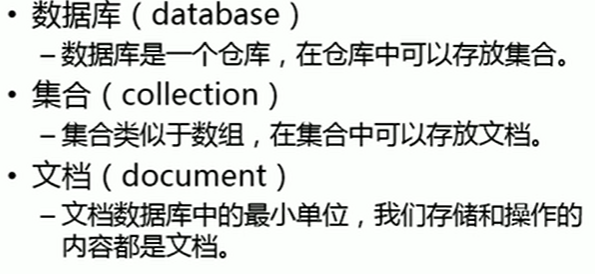 • 数据库（database）
– 数据库是一个仓库，在仓库中可以存放集合。
• 集合（collection）
– 集合类似于数组，在集合中可以存放文档。
• 文档（document）
– 文档数据库中的最小单位，我们存储和操作的
内容都是文档。